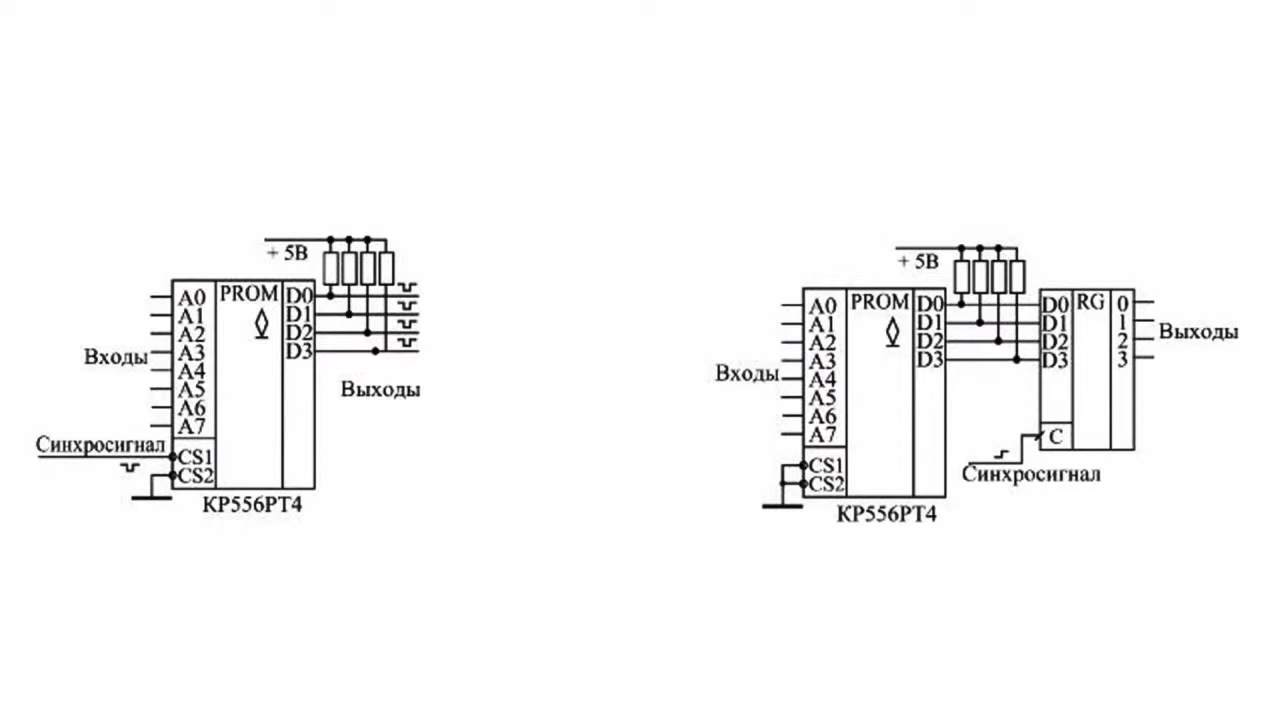 + 5В
PROM
A0
A1
A2
A3
A4
A5
A6
A7
CS1
CS2
D0
D1
D2
D3
Входы
Выходы
Синхросигнал
КР556РТ4
+ 5В
PROM
A0
A1
A2
A3
A4
A5
A6
A7
CS1
CS2
D0
D1
D2
D3
Входы
КР556РТ4
D0
D1
D2
D3
C
RG
0
1
2
3
Выходы
Синхросигнал